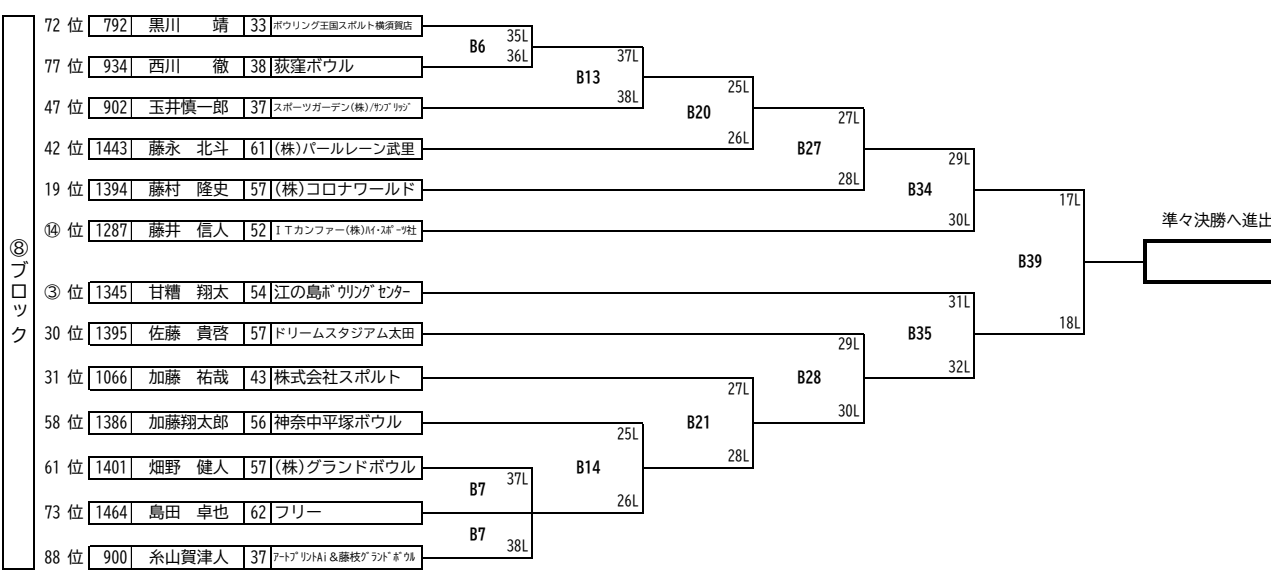 ⑧ブロック
72 位 792 黒川 靖 33 ボウリング王国スポルト横須賀店
77 位 934 西川 徹 38 荻窪ボウル
47 位 902 玉井慎一郎 37 スポーツガーデン(株)/ｻﾝﾌﾞﾘｯｼﾞ
42 位 1443 藤永 北斗 61 (株)パールレーン武里
19 位 1394 藤村 隆史 57 (株)コロナワールド
⑭ 位 1287 藤井 信人 52 ＩＴカンファー(株)ﾊｲ・ｽﾎﾟｰﾂ社
③ 位 1345 甘糟 翔太 54 江の島ﾎﾞｳﾘﾝｸﾞｾﾝﾀｰ
30 位 1395 佐藤 貴啓 57 ドリームスタジアム太田
31 位 1066 加藤 祐哉 43 株式会社スポルト
58 位 1386 加藤翔太郎 56 神奈中平塚ボウル
61 位 1401 畑野 健人 57 (株)グランドボウル
73 位 1464 島田 卓也 62 フリー
88 位 900 糸山賀津人 37 ｱｰﾄﾌﾟﾘﾝﾄAi＆藤枝ｸﾞﾗﾝﾄﾞﾎﾞｳﾙ
35L
B6
36L
37L
B13
38L
25L
B20
26L
27L
B27
28L
29L
B34
30L
17L
B39
18L
31L
B35
32L
29L
B28
30L
27L
B21
28L
25L
B14
26L
37L
B7
B7
38L
準々決勝へ進出